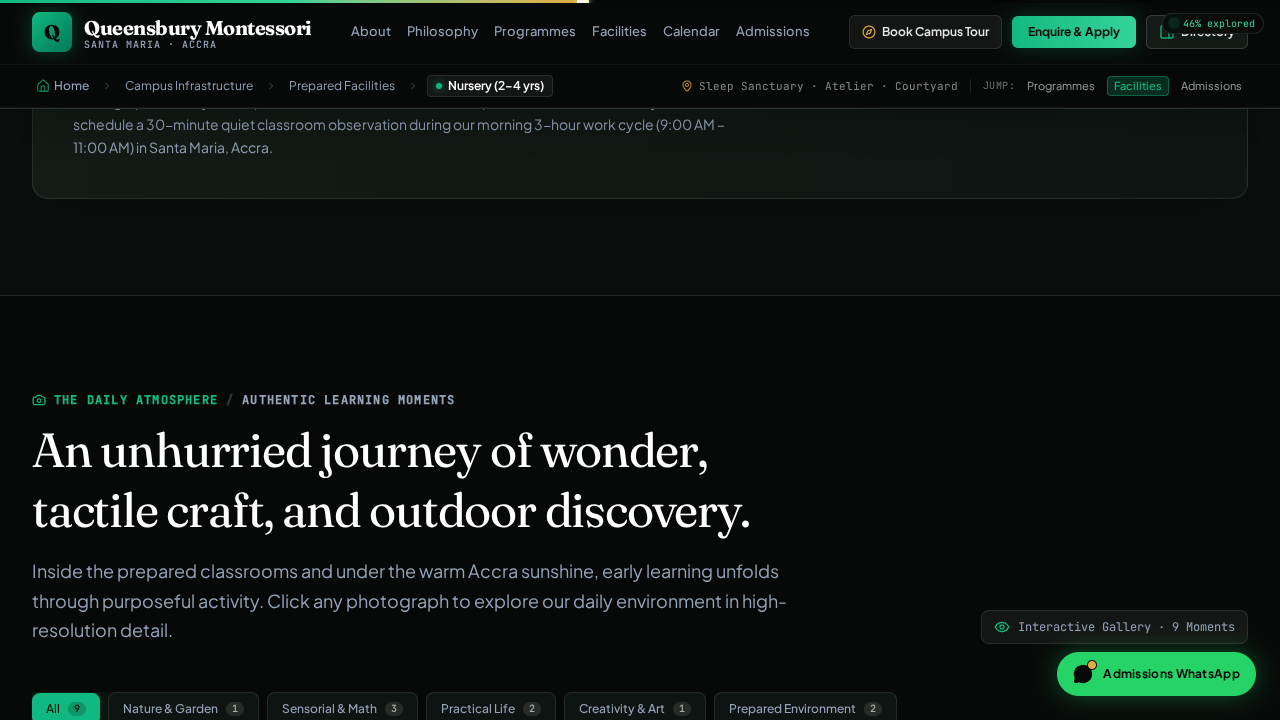 Queensbury Montessori
SANTA MARIA · ACCRA
About Philosophy Programmes Facilities Calendar Admissions
Book Campus Tour
Enquire & Apply
46% explored
Home Campus Infrastructure Prepared Facilities Nursery (2–4 yrs)
Sleep Sanctuary · Atelier · Courtyard
JUMP: Programmes Facilities Admissions
schedule a 30-minute quiet classroom observation during our morning 3-hour work cycle (9:00 AM –
11:00 AM) in Santa Maria, Accra.
THE DAILY ATMOSPHERE / AUTHENTIC LEARNING MOMENTS
An unhurried journey of wonder,
tactile craft, and outdoor discovery.
Inside the prepared classrooms and under the warm Accra sunshine, early learning unfolds
through purposeful activity. Click any photograph to explore our daily environment in high-
resolution detail.
Interactive Gallery · 9 Moments
Admissions WhatsApp
All 9
Nature & Garden 1
Sensorial & Math 3
Practical Life 2
Creativity & Art 1
Prepared Environment 2